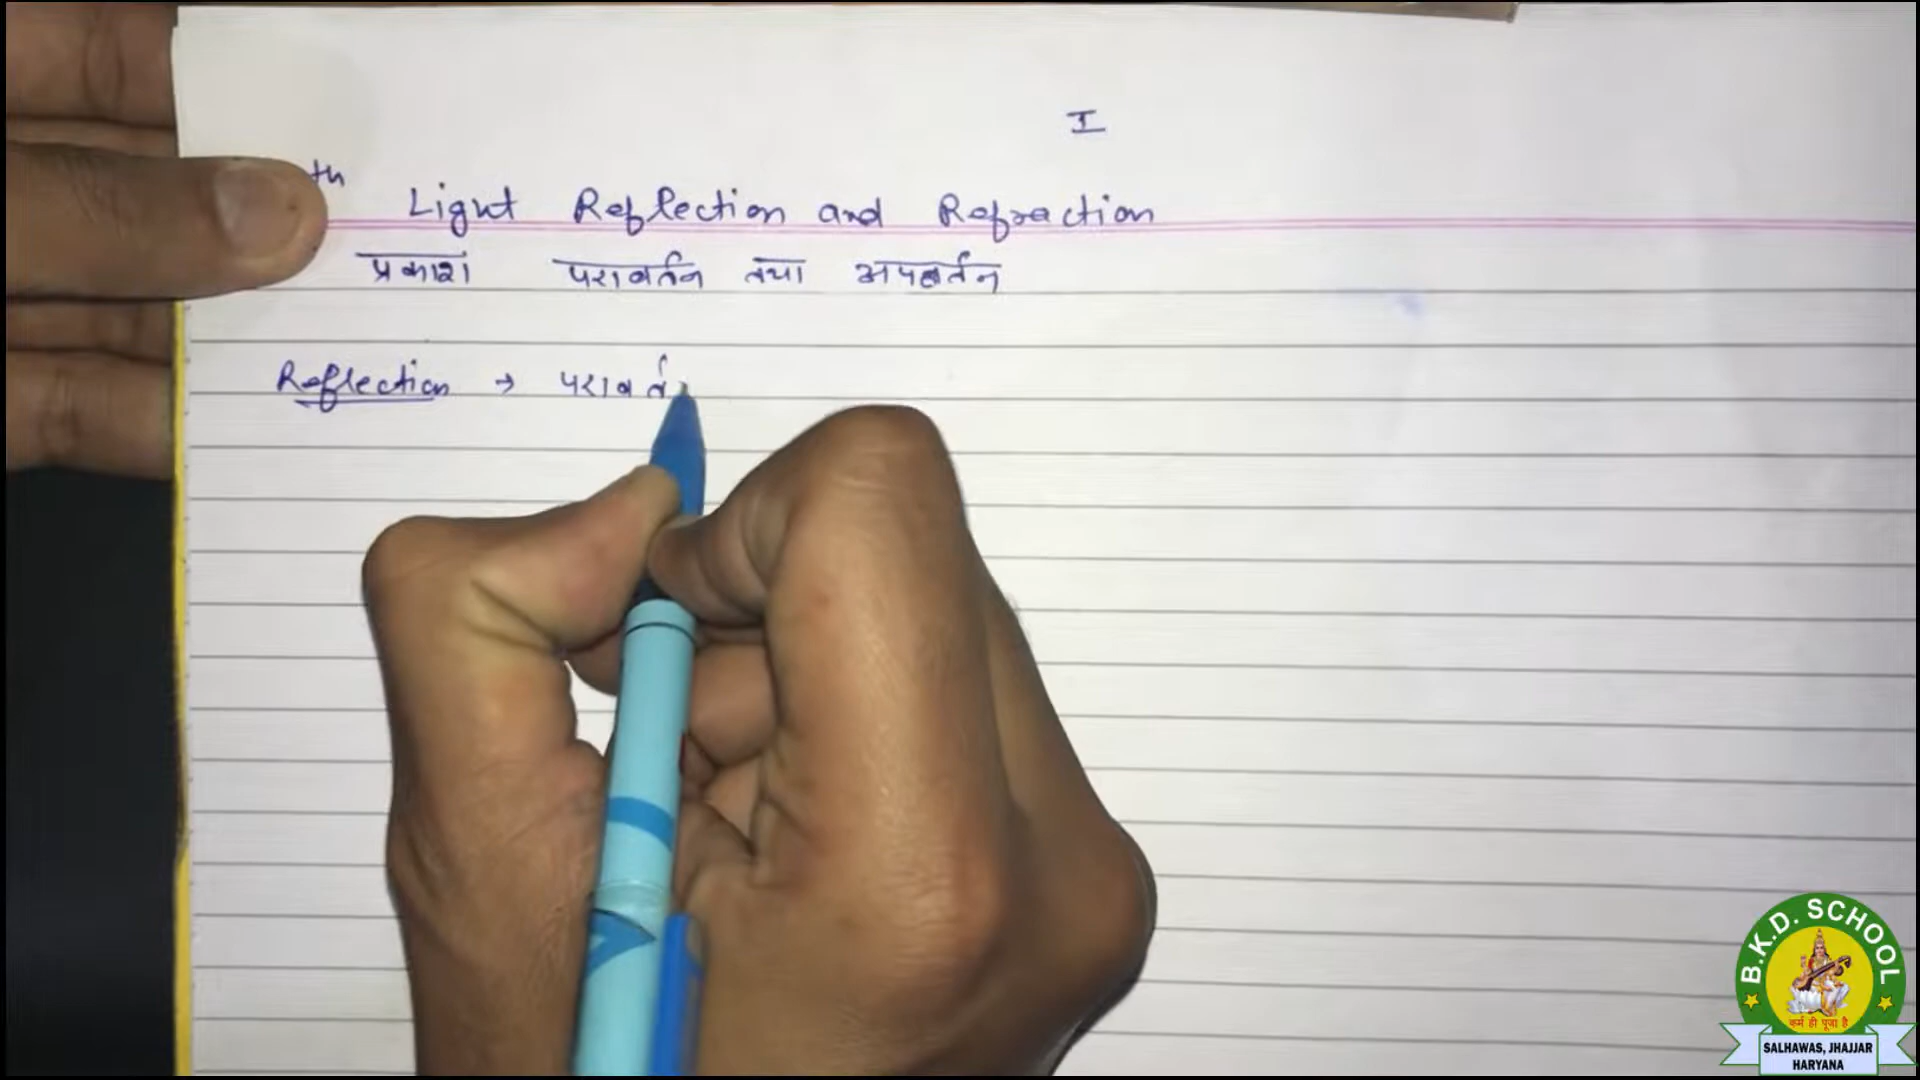 I
th Light Reflection and Refraction
प्रकाश परावर्तन तथा अपवर्तन
Reflection → परावर्त
B.K.D. SCHOOL
कर्म ही पूजा है
SALHAWAS, JHAJJAR
HARYANA